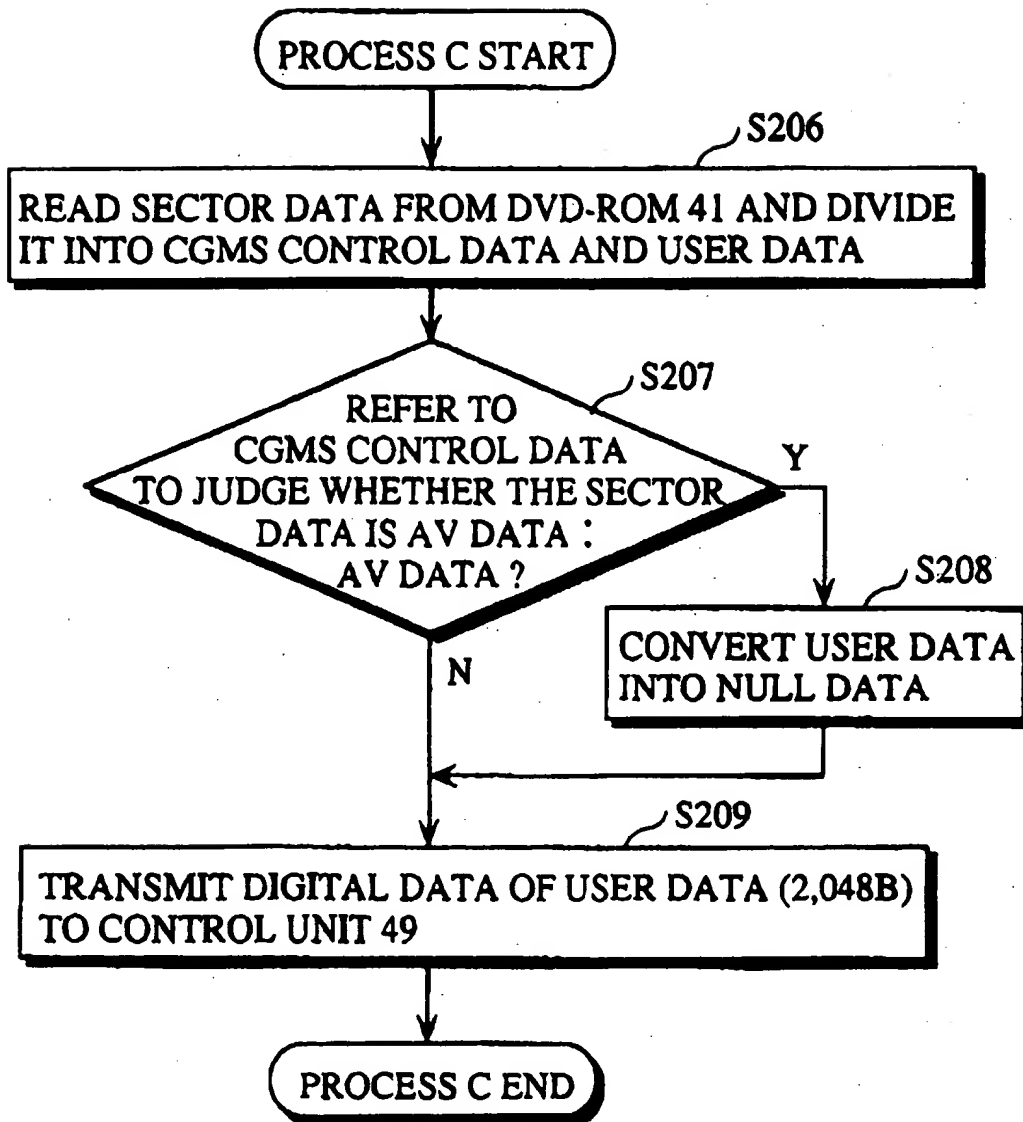 PROCESS C START
S206
READ SECTOR DATA FROM DVD-ROM 41 AND DIVIDE
IT INTO CGMS CONTROL DATA AND USER DATA
S207
REFER TO
CGMS CONTROL DATA
TO JUDGE WHETHER THE SECTOR
DATA IS AV DATA :
AV DATA ?
Y
N
S208
CONVERT USER DATA
INTO NULL DATA
S209
TRANSMIT DIGITAL DATA OF USER DATA (2,048B)
TO CONTROL UNIT 49
PROCESS C END